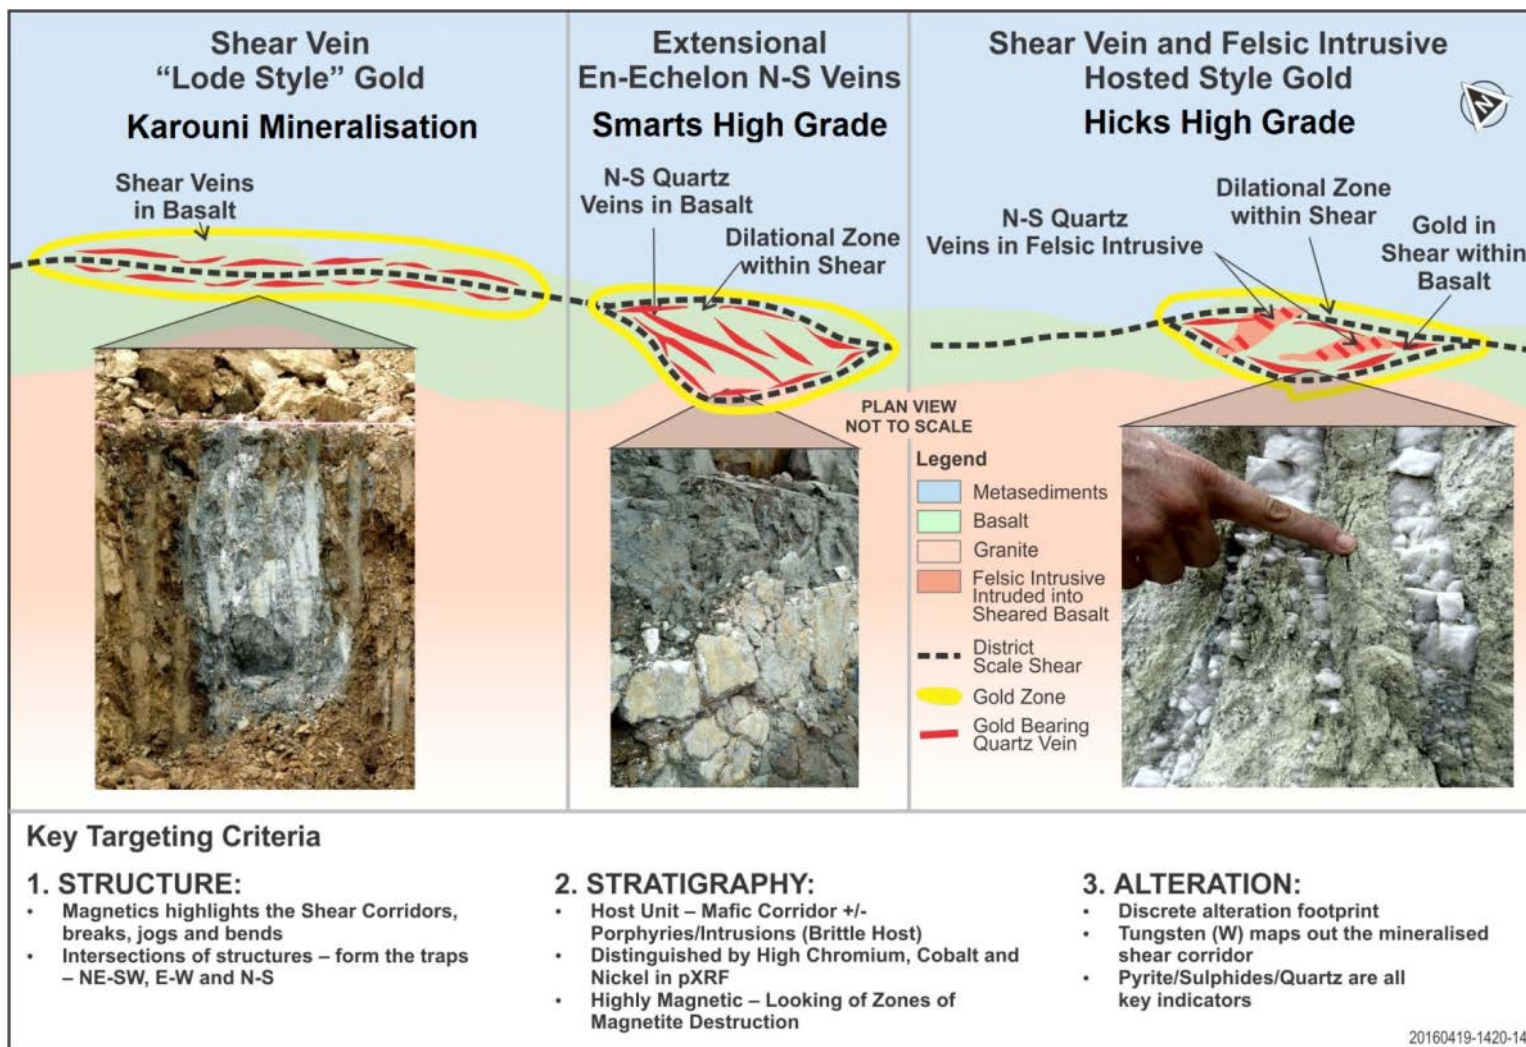 Shear Vein
“Lode Style” Gold
Karouni Mineralisation
Extensional
En-Echelon N-S Veins
Smarts High Grade
Shear Vein and Felsic Intrusive
Hosted Style Gold
Hicks High Grade
N
Shear Veins
in Basalt
N-S Quartz
Veins in Basalt
Dilational Zone
within Shear
N-S Quartz
Veins in Felsic Intrusive
Dilational Zone
within Shear
Gold in
Shear within
Basalt
PLAN VIEW
NOT TO SCALE
Legend
Metasediments
Basalt
Granite
Felsic Intrusive
Intruded into
Sheared Basalt
District
Scale Shear
Gold Zone
Gold Bearing
Quartz Vein
Key Targeting Criteria
1. STRUCTURE:
• Magnetics highlights the Shear Corridors,
breaks, jogs and bends
• Intersections of structures – form the traps
– NE-SW, E-W and N-S
2. STRATIGRAPHY:
• Host Unit – Mafic Corridor +/-
Porphyries/Intrusions (Brittle Host)
• Distinguished by High Chromium, Cobalt and
Nickel in pXRF
• Highly Magnetic – Looking of Zones of
Magnetite Destruction
3. ALTERATION:
• Discrete alteration footprint
• Tungsten (W) maps out the mineralised
shear corridor
• Pyrite/Sulphides/Quartz are all
key indicators
20160419-1420-14